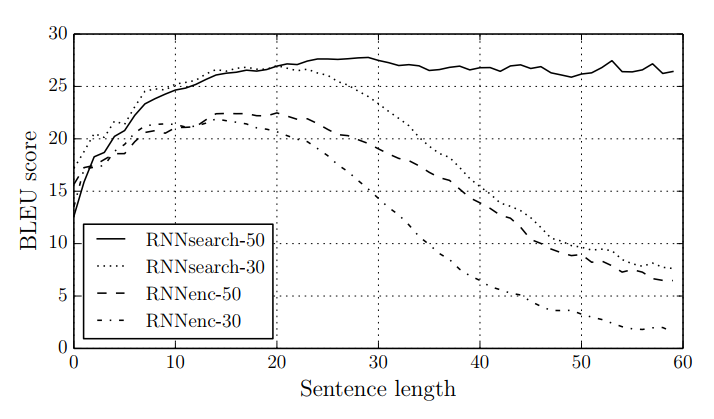 30
25
20
15
10
5
0
BLEU score
RNNsearch-50
RNNsearch-30
RNNenc-50
RNNenc-30
0 10 20 30 40 50 60
Sentence length